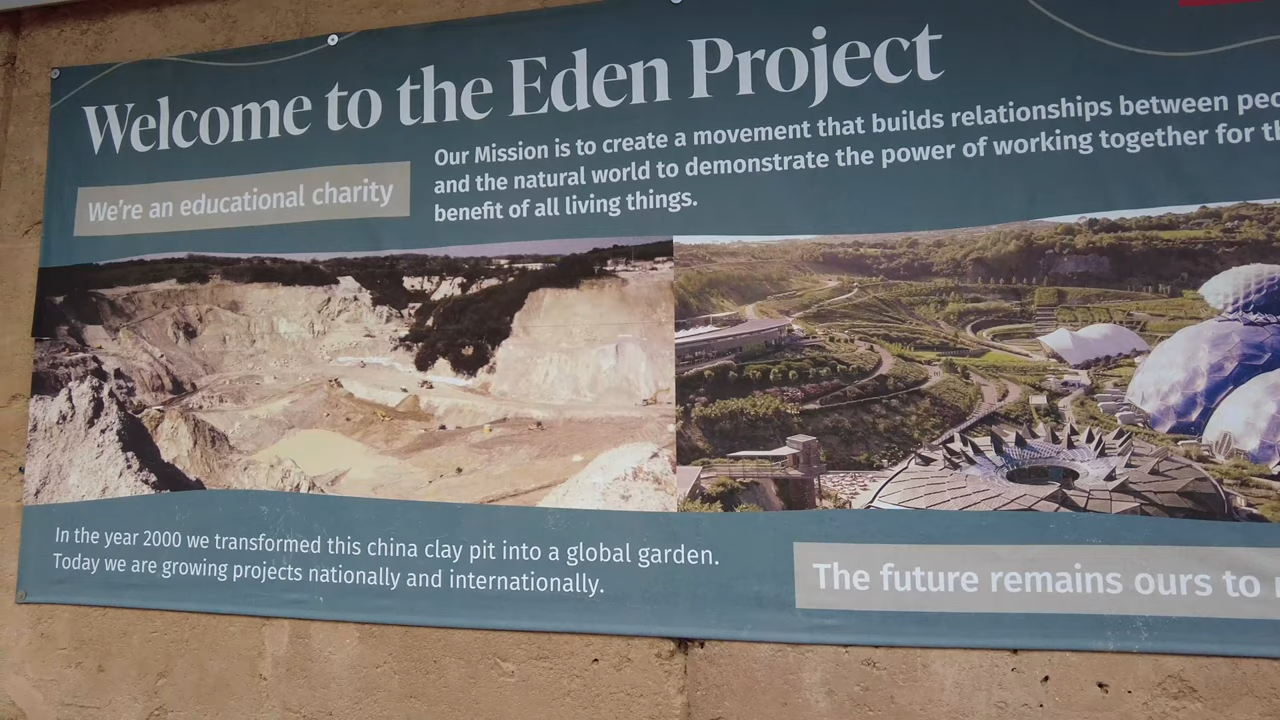 Welcome to the Eden Project
We're an educational charity
Our Mission is to create a movement that builds relationships between
and the natural world to demonstrate the power of working together for
benefit of all living things.
In the year 2000 we transformed this china clay pit into a global garden.
Today we are growing projects nationally and internationally.
The future remains ours to